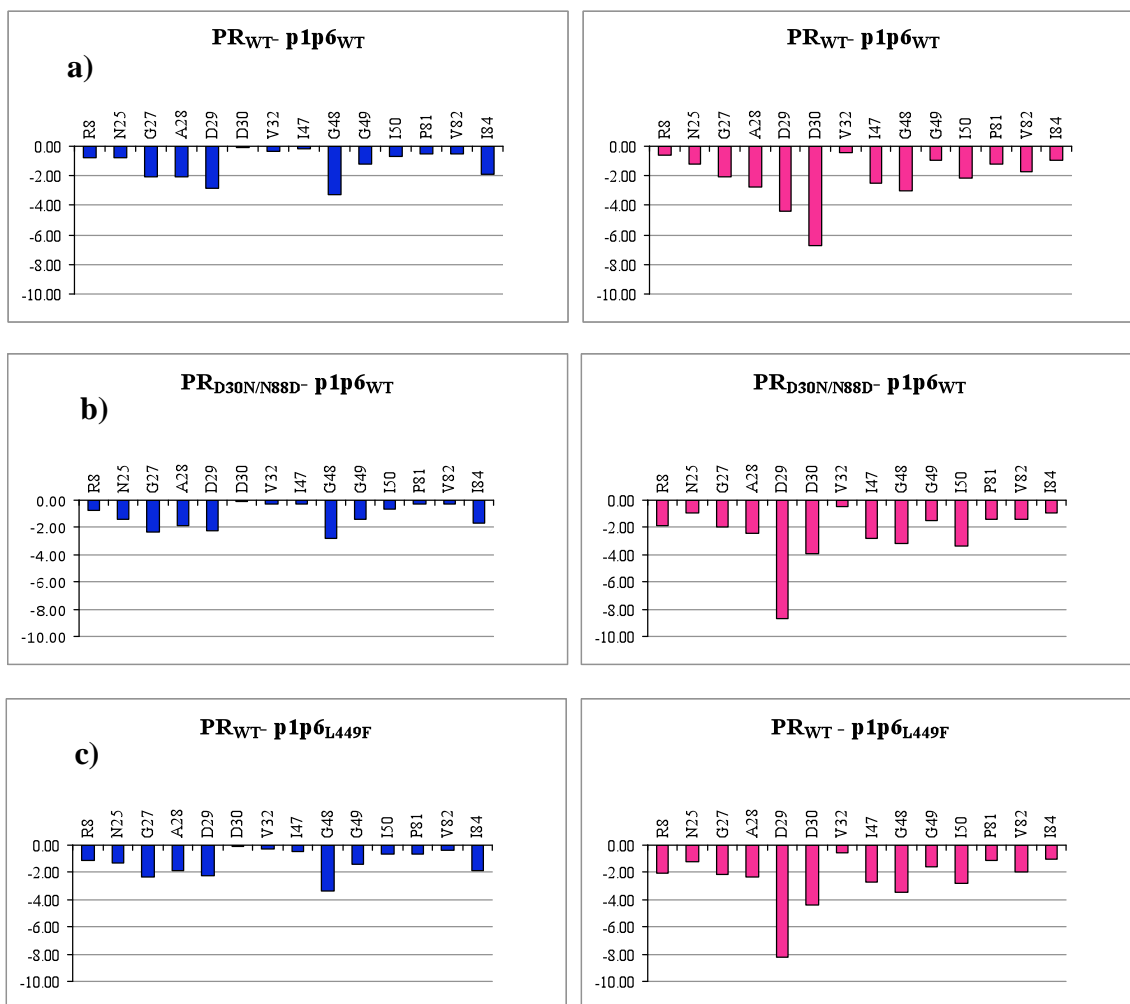 PRWT- p1p6WT
a)
R8 N25 G27 A28 D29 D30 V32 I47 G48 G49 I50 P81 V82 I84
0.00
-2.00
-4.00
-6.00
-8.00
-10.00
PRWT- p1p6WT
R8 N25 G27 A28 D29 D30 V32 I47 G48 G49 I50 P81 V82 I84
0.00
-2.00
-4.00
-6.00
-8.00
-10.00
PRD30N/N88D- p1p6WT
b)
R8 N25 G27 A28 D29 D30 V32 I47 G48 G49 I50 P81 V82 I84
0.00
-2.00
-4.00
-6.00
-8.00
-10.00
PRD30N/N88D- p1p6WT
R8 N25 G27 A28 D29 D30 V32 I47 G48 G49 I50 P81 V82 I84
0.00
-2.00
-4.00
-6.00
-8.00
-10.00
PRWT- p1p6L449F
c)
R8 N25 G27 A28 D29 D30 V32 I47 G48 G49 I50 P81 V82 I84
0.00
-2.00
-4.00
-6.00
-8.00
-10.00
PRWT - p1p6L449F
R8 N25 G27 A28 D29 D30 V32 I47 G48 G49 I50 P81 V82 I84
0.00
-2.00
-4.00
-6.00
-8.00
-10.00